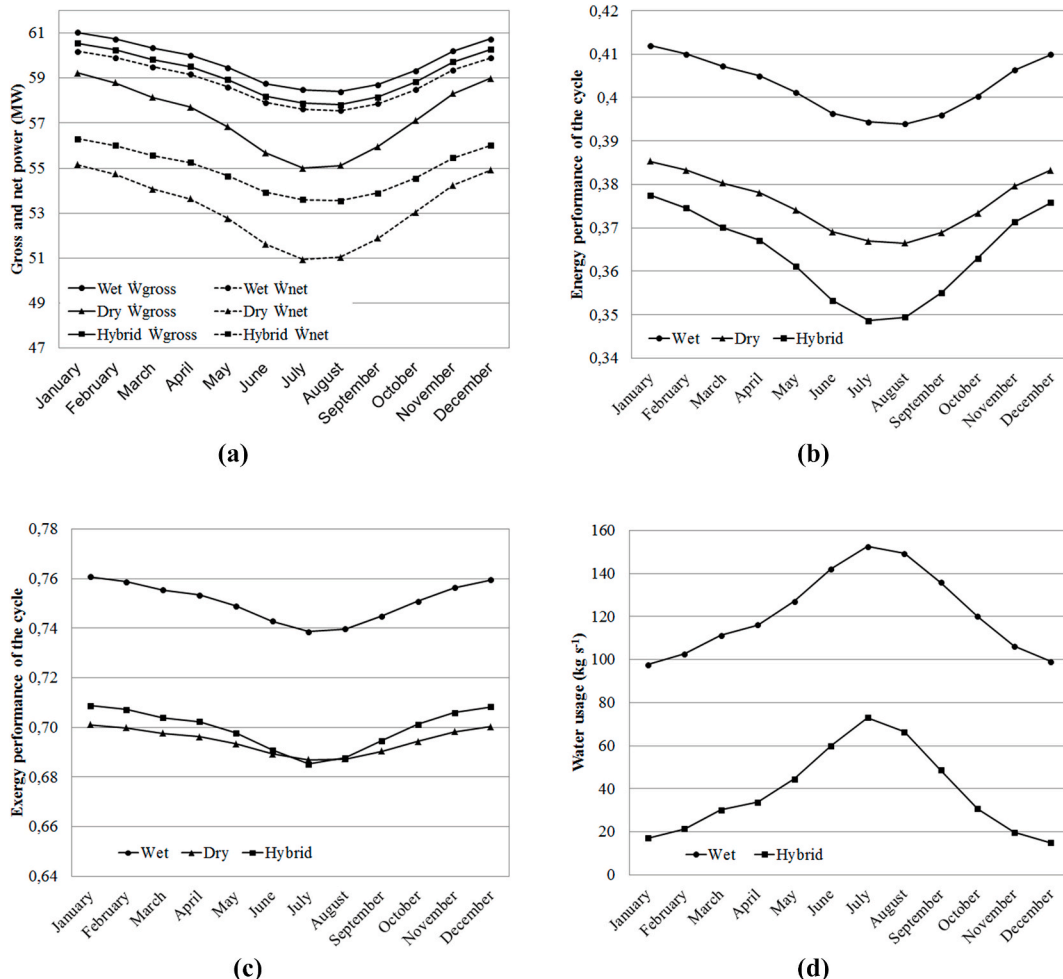 Gross and net power (MW)
61
59
57
55
53
51
49
47
Wet Ẇgross
Wet Ẇnet
Dry Ẇgross
Dry Ẇnet
Hybrid Ẇgross
Hybrid Ẇnet
January
February
March
April
May
June
July
August
September
October
November
December
(a)
Energy performance of the cycle
0,42
0,41
0,4
0,39
0,38
0,37
0,36
0,35
0,34
Wet
Dry
Hybrid
January
February
March
April
May
June
July
August
September
October
November
December
(b)
Exergy performance of the cycle
0,78
0,76
0,74
0,72
0,70
0,68
0,66
0,64
Wet
Dry
Hybrid
January
February
March
April
May
June
July
August
September
October
November
December
(c)
Water usage (kg s⁻¹)
160
140
120
100
80
60
40
20
0
Wet
Hybrid
January
February
March
April
May
June
July
August
September
October
November
December
(d)